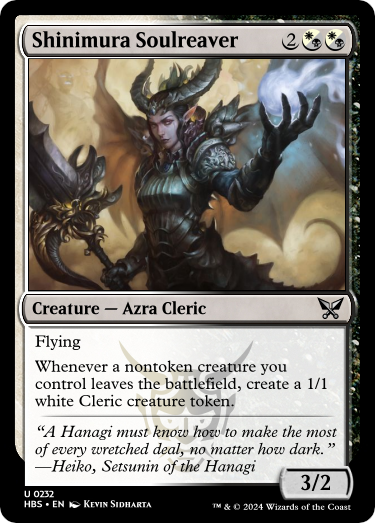 Shinimura Soulreaver 2
Creature — Azra Cleric
Flying
Whenever a nontoken creature you
control leaves the battlefield, create a 1/1
white Cleric creature token.
“A Hanagi must know how to make the most
of every wretched deal, no matter how dark.”
—Heiko, Setsunin of the Hanagi
3/2
U 0232
HBS • EN Kevin Sidharta
™ & © 2024 Wizards of the Coast